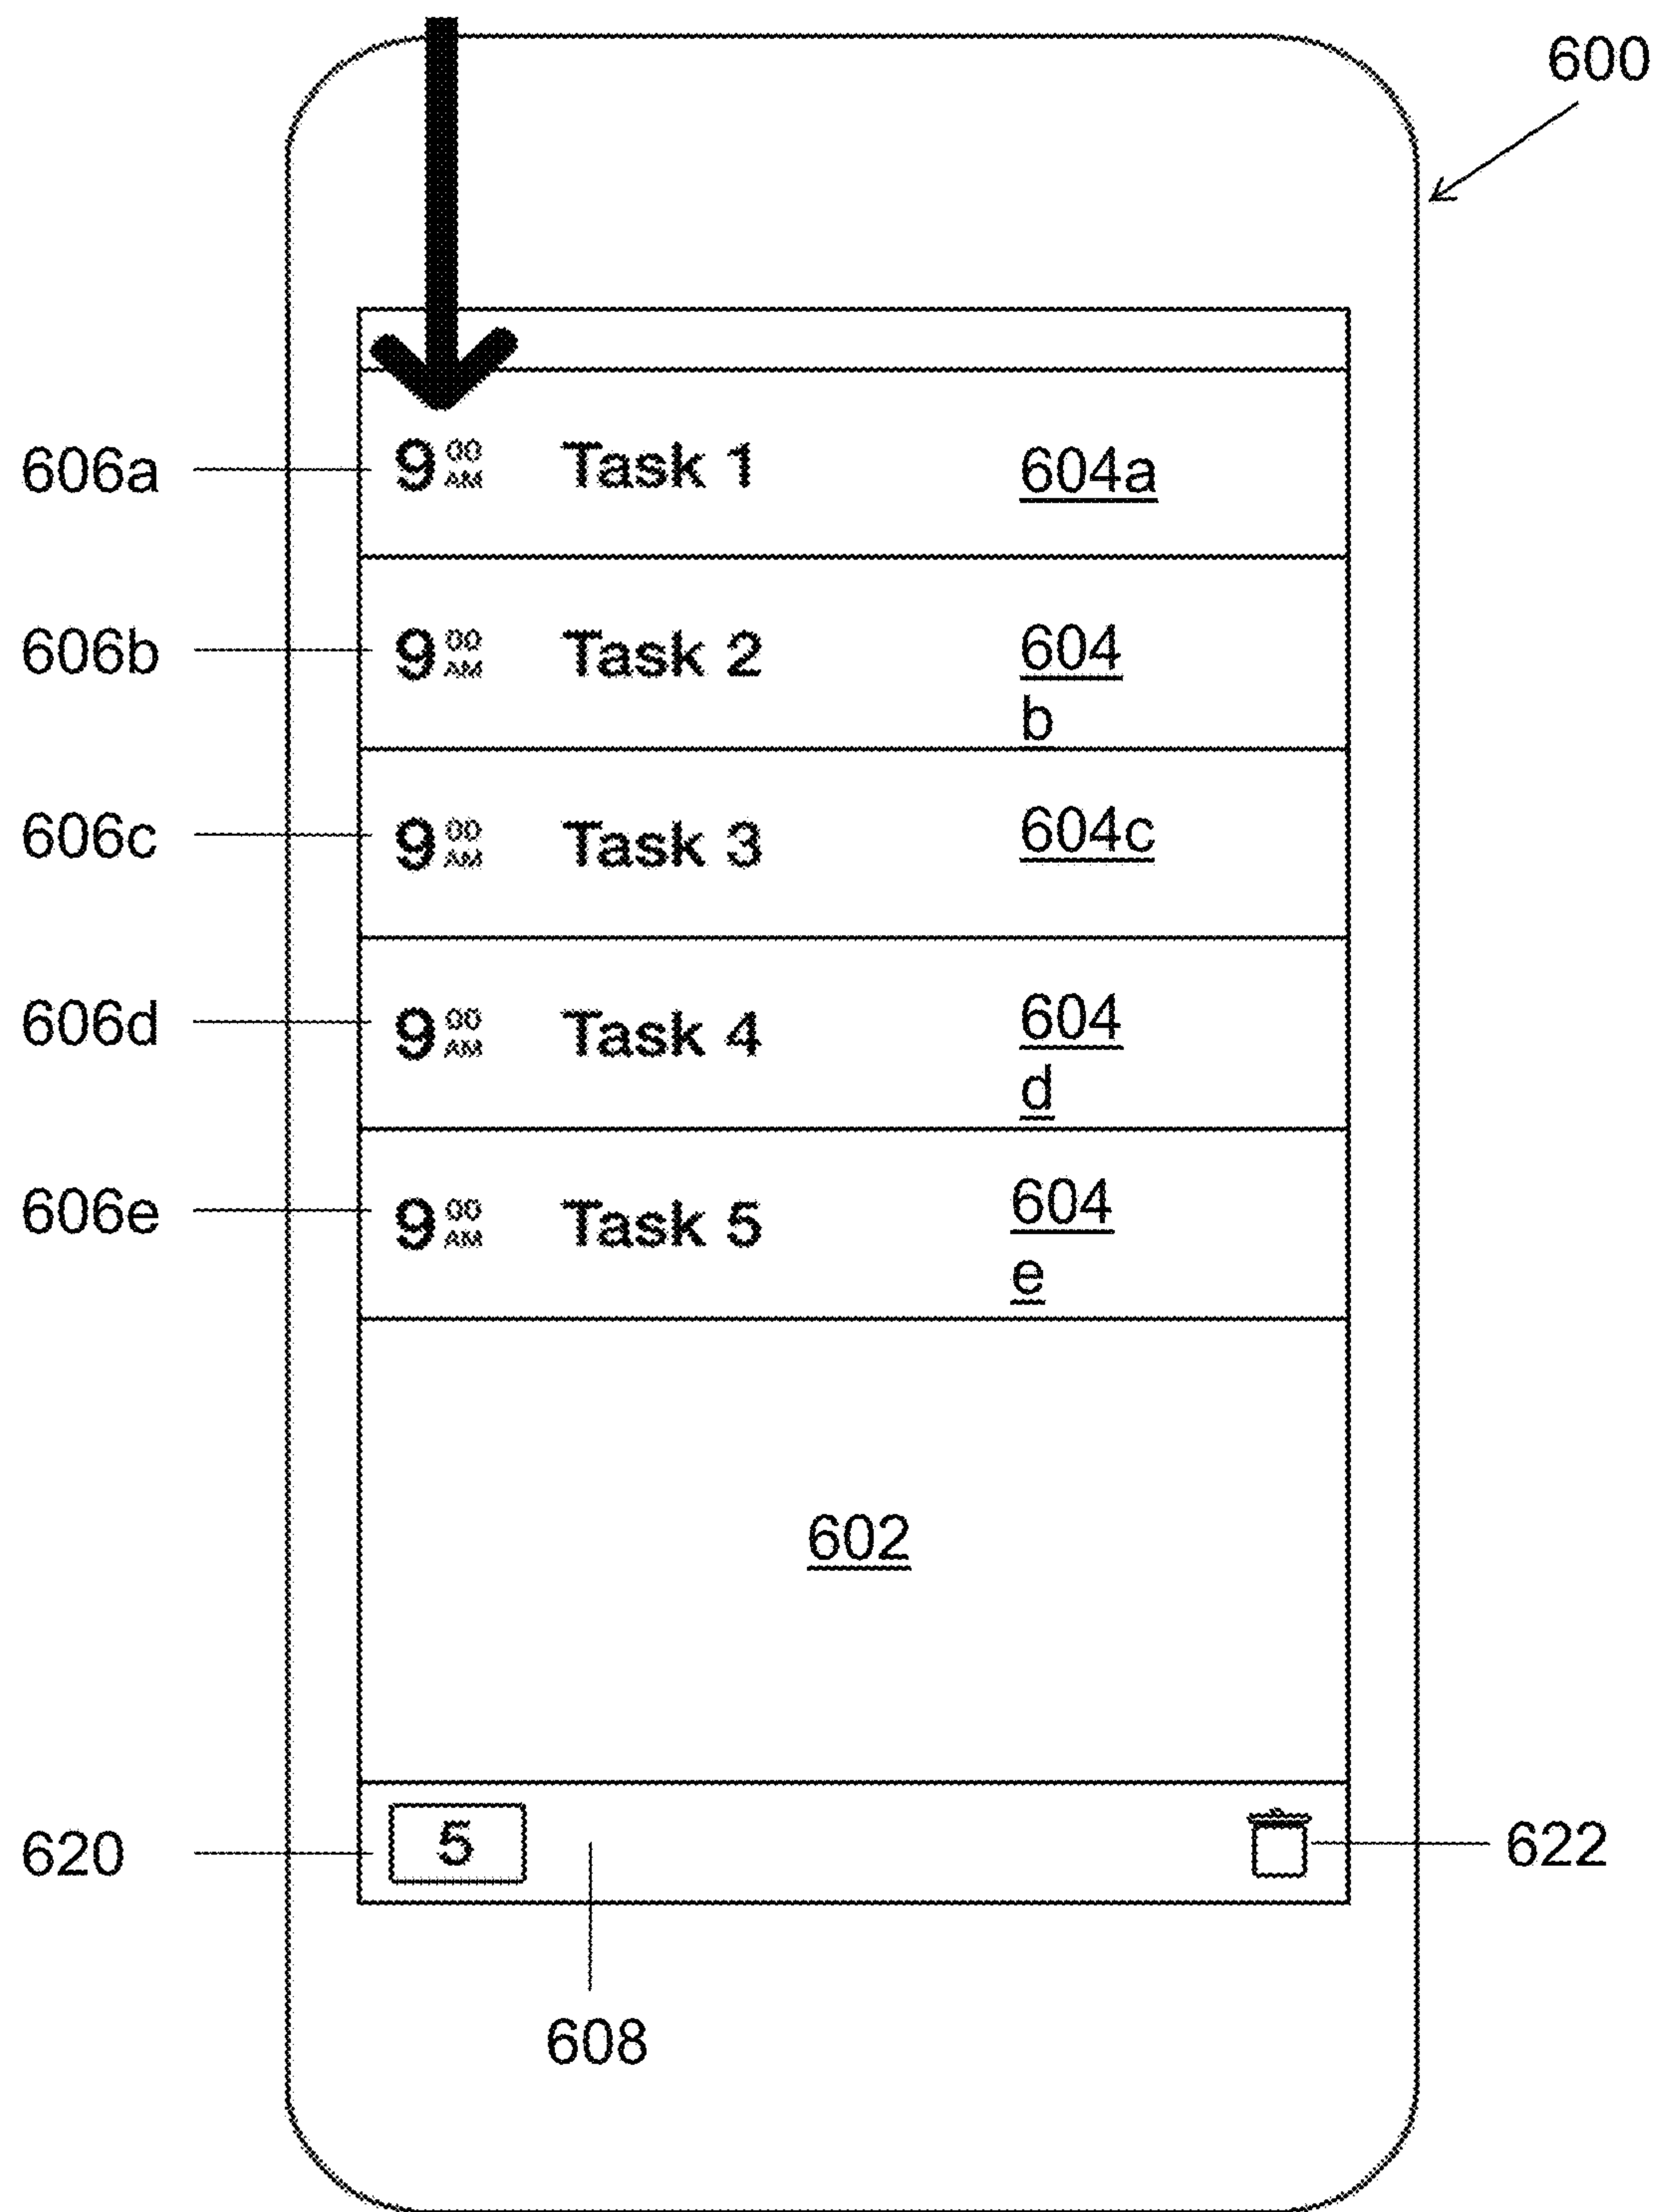 600
606a 9 00 AM Task 1 604a
606b 9 00 AM Task 2 604
b
606c 9 00 AM Task 3 604c
606d 9 00 AM Task 4 604
d
606e 9 00 AM Task 5 604
e
602
620 5 622
608